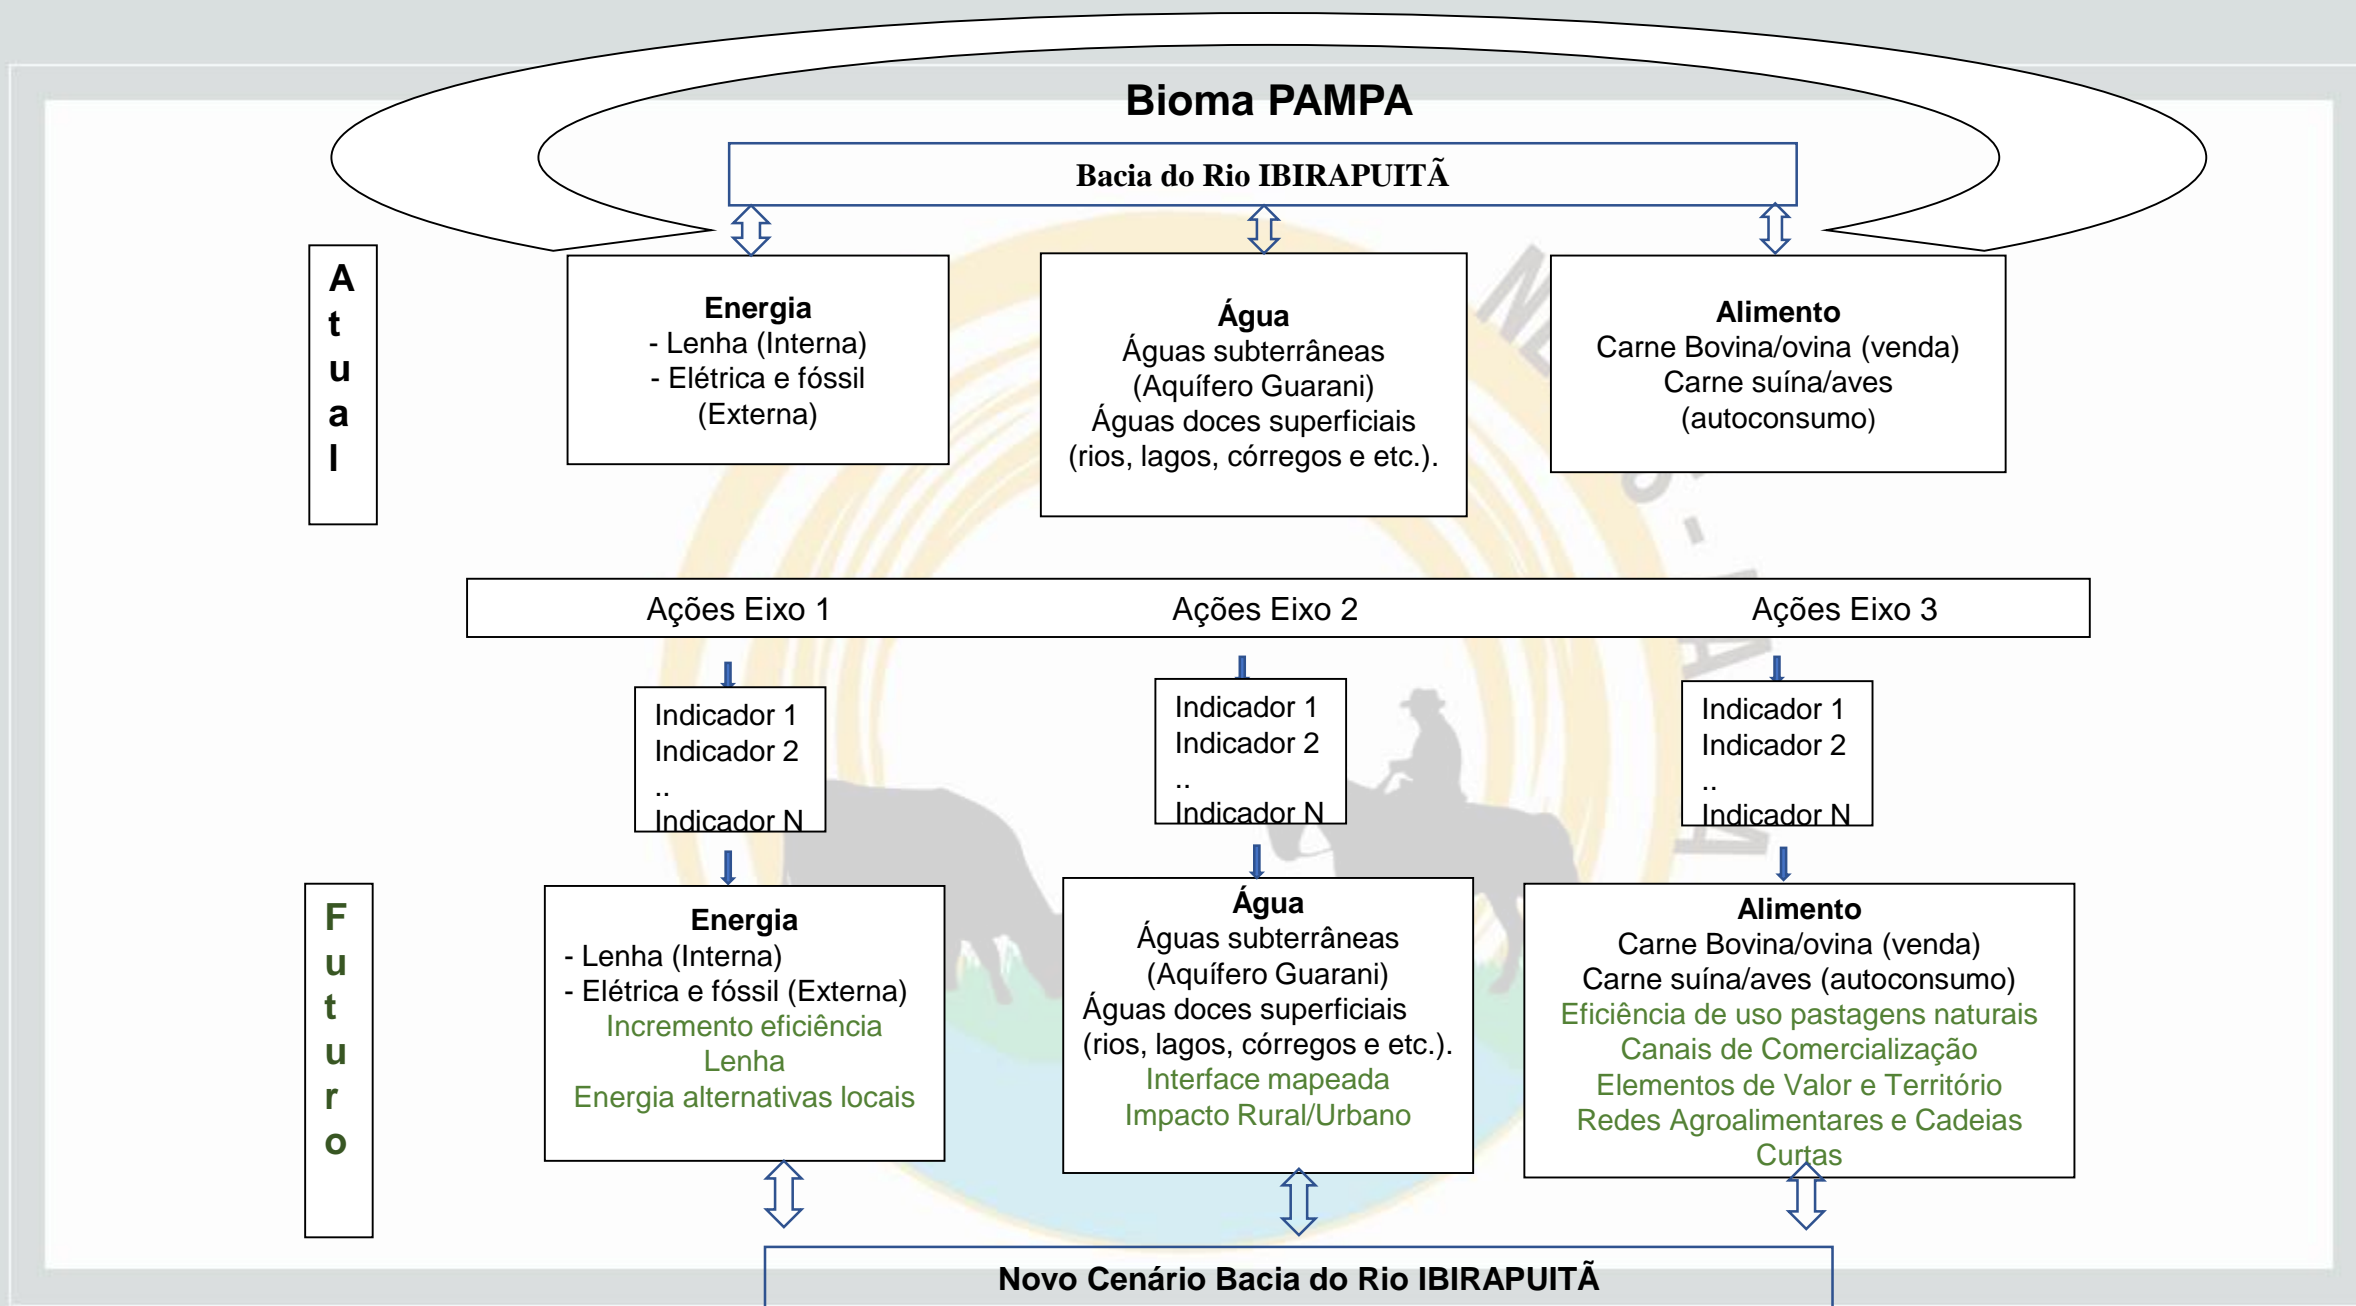 Bioma PAMPA
Bacia do Rio IBIRAPUITÃ
Atual
Energia
- Lenha (Interna)
- Elétrica e fóssil
(Externa)
Água
Águas subterrâneas
(Aquífero Guarani)
Águas doces superficiais
(rios, lagos, córregos e etc.).
Alimento
Carne Bovina/ovina (venda)
Carne suína/aves
(autoconsumo)
Ações Eixo 1
Ações Eixo 2
Ações Eixo 3
Indicador 1
Indicador 2
..
Indicador N
Indicador 1
Indicador 2
..
Indicador N
Indicador 1
Indicador 2
..
Indicador N
Futuro
Energia
- Lenha (Interna)
- Elétrica e fóssil (Externa)
Incremento eficiência
Lenha
Energia alternativas locais
Água
Águas subterrâneas
(Aquífero Guarani)
Águas doces superficiais
(rios, lagos, córregos e etc.).
Interface mapeada
Impacto Rural/Urbano
Alimento
Carne Bovina/ovina (venda)
Carne suína/aves (autoconsumo)
Eficiência de uso pastagens naturais
Canais de Comercialização
Elementos de Valor e Território
Redes Agroalimentares e Cadeias
Curtas
Novo Cenário Bacia do Rio IBIRAPUITÃ